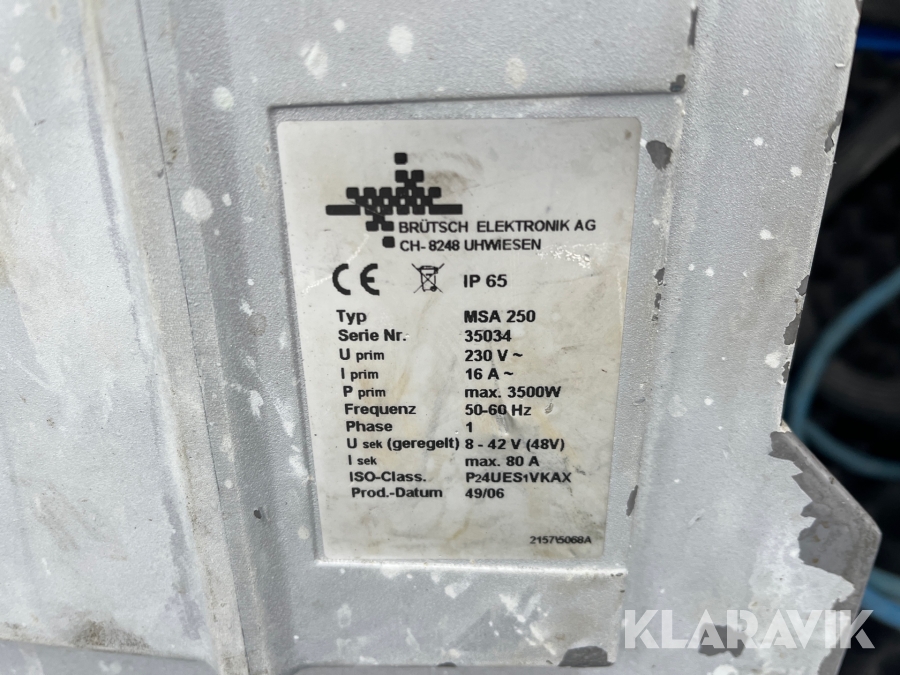 BRÜTSCH ELEKTRONIK AG
CH- 8248 UHWIESEN
CE IP 65
Typ MSA 250
Serie Nr. 35034
U prim 230 V ~
I prim 16 A ~
P prim max. 3500W
Frequenz 50-60 Hz
Phase 1
U sek (geregelt) 8 - 42 V (48V)
I sek max. 80 A
ISO-Class. P24UES1VKAX
Prod.-Datum 49/06
2157\5068A
KLARAVIK